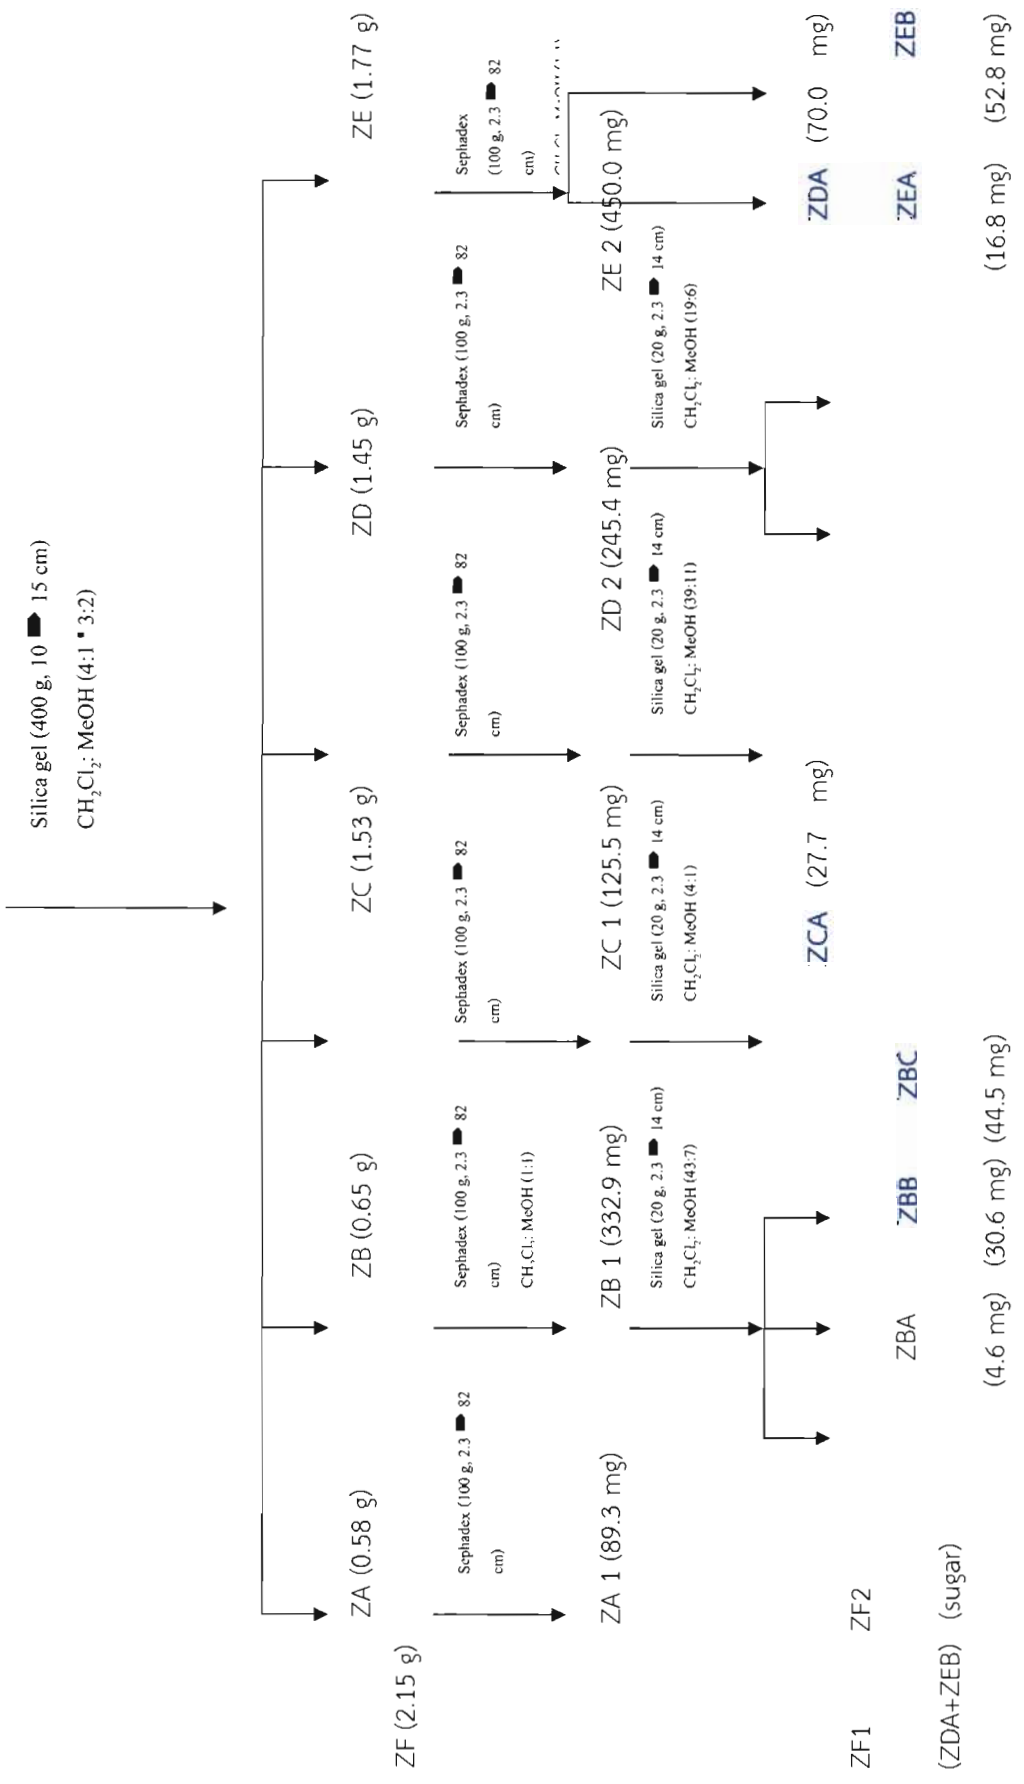 Silica gel (400 g, 10 ➡ 15 cm)
CH₂Cl₂: MeOH (4:1 * 3:2)
ZA (0.58 g)
ZB (0.65 g)
ZC (1.53 g)
ZD (1.45 g)
ZE (1.77 g)
ZF (2.15 g)
Sephadex (100 g, 2.3 ➡ 82
cm)
Sephadex (100 g, 2.3 ➡ 82
cm)
CH₂Cl₂: MeOH (1:1)
Sephadex (100 g, 2.3 ➡ 82
cm)
Sephadex (100 g, 2.3 ➡ 82
cm)
Sephadex (100 g, 2.3 ➡ 82
cm)
Sephadex
(100 g, 2.3 ➡ 82
cm)
ZA 1 (89.3 mg)
ZB 1 (332.9 mg)
ZC 1 (125.5 mg)
ZD 2 (245.4 mg)
ZE 2 (450.0 mg)
Silica gel (20 g, 2.3 ➡ 14 cm)
CH₂Cl₂: MeOH (43:7)
Silica gel (20 g, 2.3 ➡ 14 cm)
CH₂Cl₂: MeOH (4:1)
Silica gel (20 g, 2.3 ➡ 14 cm)
CH₂Cl₂: MeOH (39:11)
Silica gel (20 g, 2.3 ➡ 14 cm)
CH₂Cl₂: MeOH (19:6)
ZCA (27.7 mg)
ZDA (70.0 mg)
ZF1 ZF2
ZBA ZBB ZBC
ZEA ZEB
(ZDA+ZEB) (sugar)
(4.6 mg) (30.6 mg) (44.5 mg)
(16.8 mg) (52.8 mg)